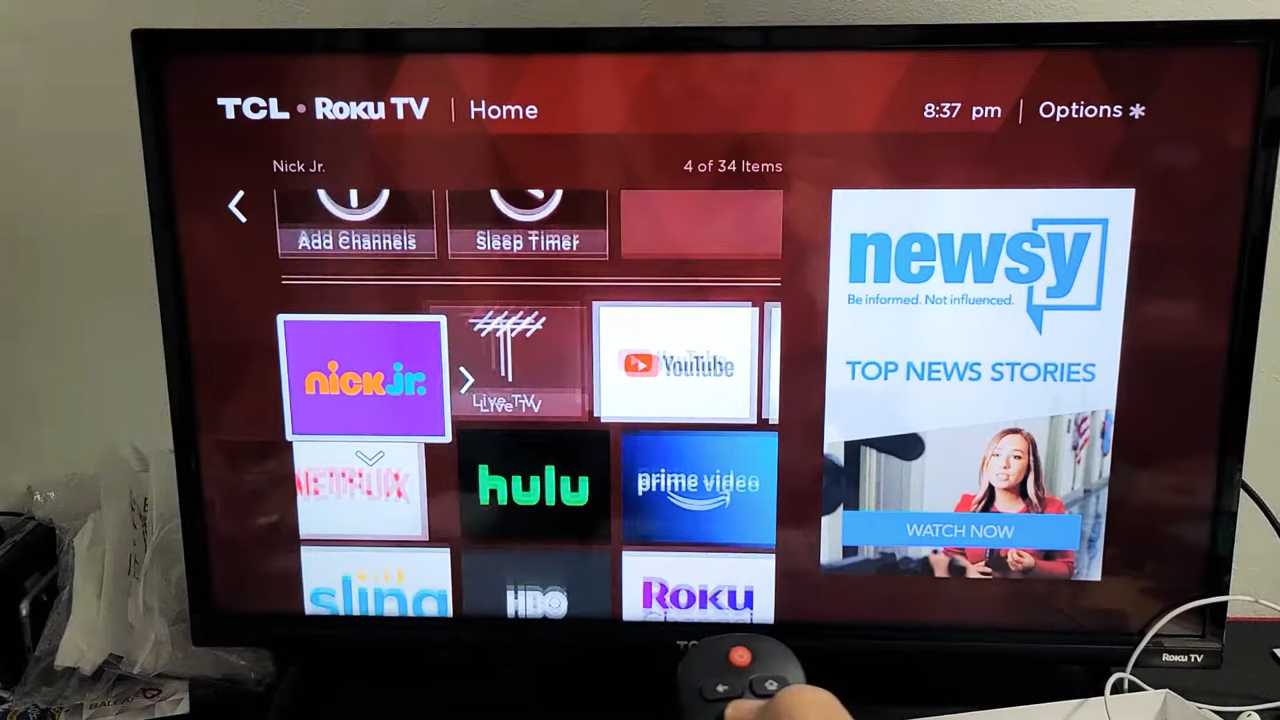 TCL • Roku TV | Home
8:37 pm | Options ✱
Nick Jr.
4 of 34 Items
Add Channels
Sleep Timer
newsy
Be informed. Not influenced.
TOP NEWS STORIES
nick jr.
Live TV
YouTube
NETFLIX
hulu
prime video
WATCH NOW
sling
HBO
Roku
Channel
Roku TV